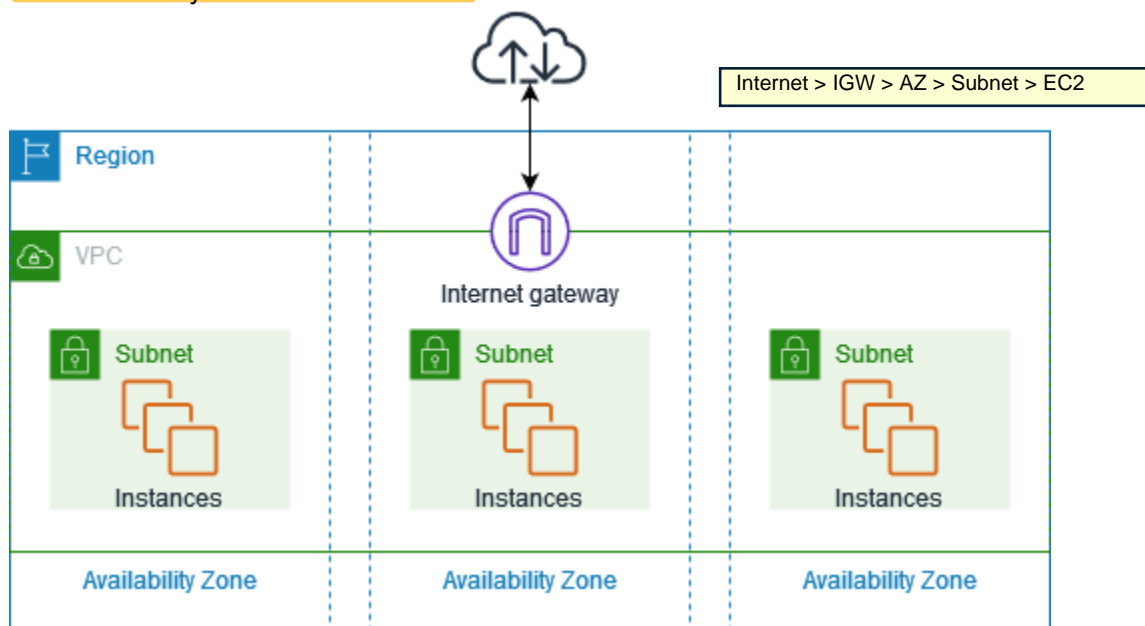 Internet > IGW > AZ > Subnet > EC2
Region
VPC
Internet gateway
Subnet
Subnet
Subnet
Instances
Instances
Instances
Availability Zone
Availability Zone
Availability Zone